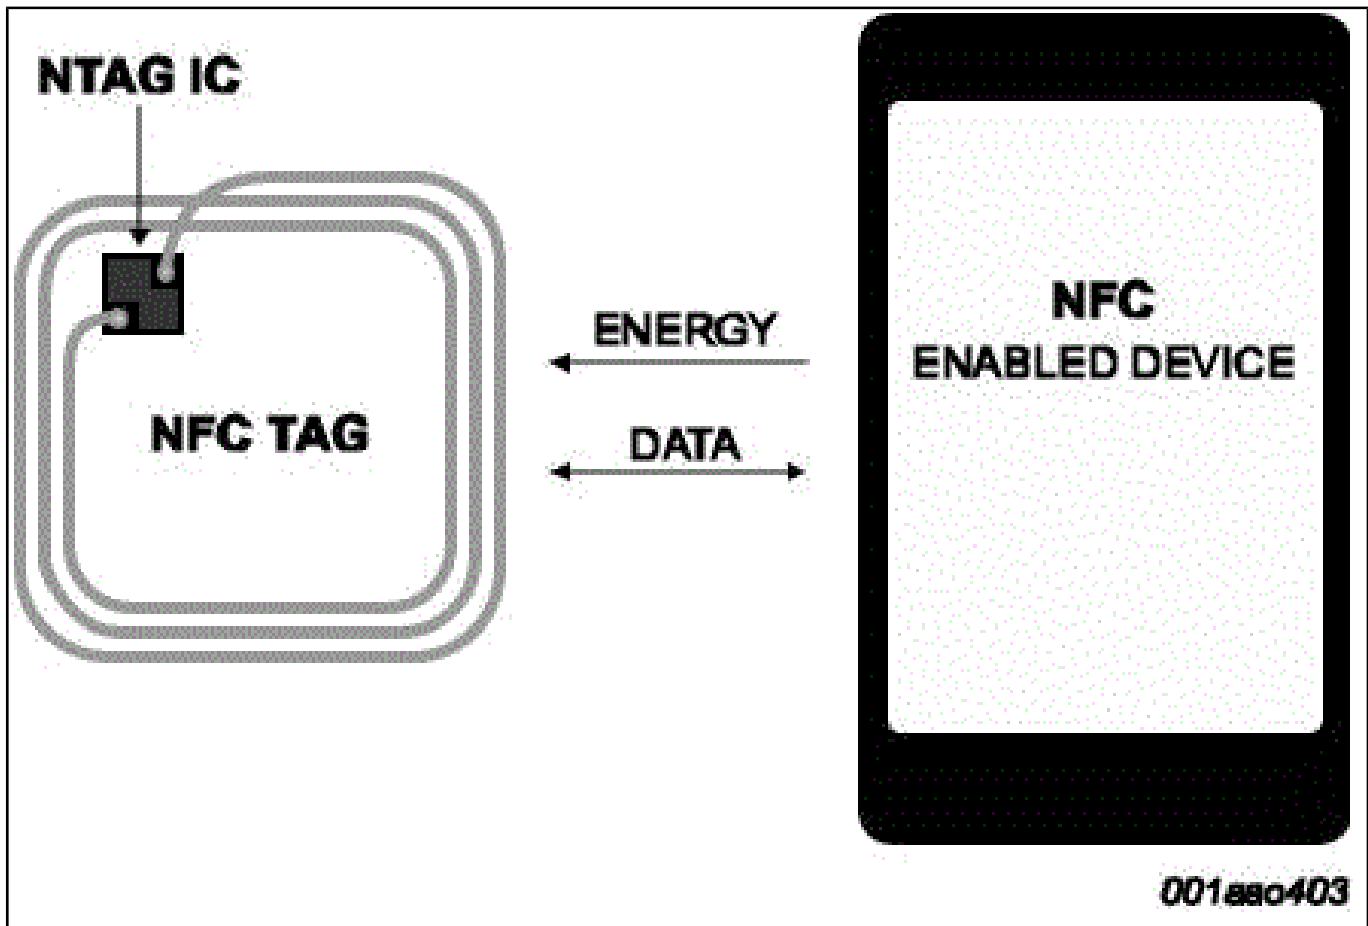 NTAG IC
NFC TAG
ENERGY
DATA
NFC
ENABLED DEVICE
001aao403